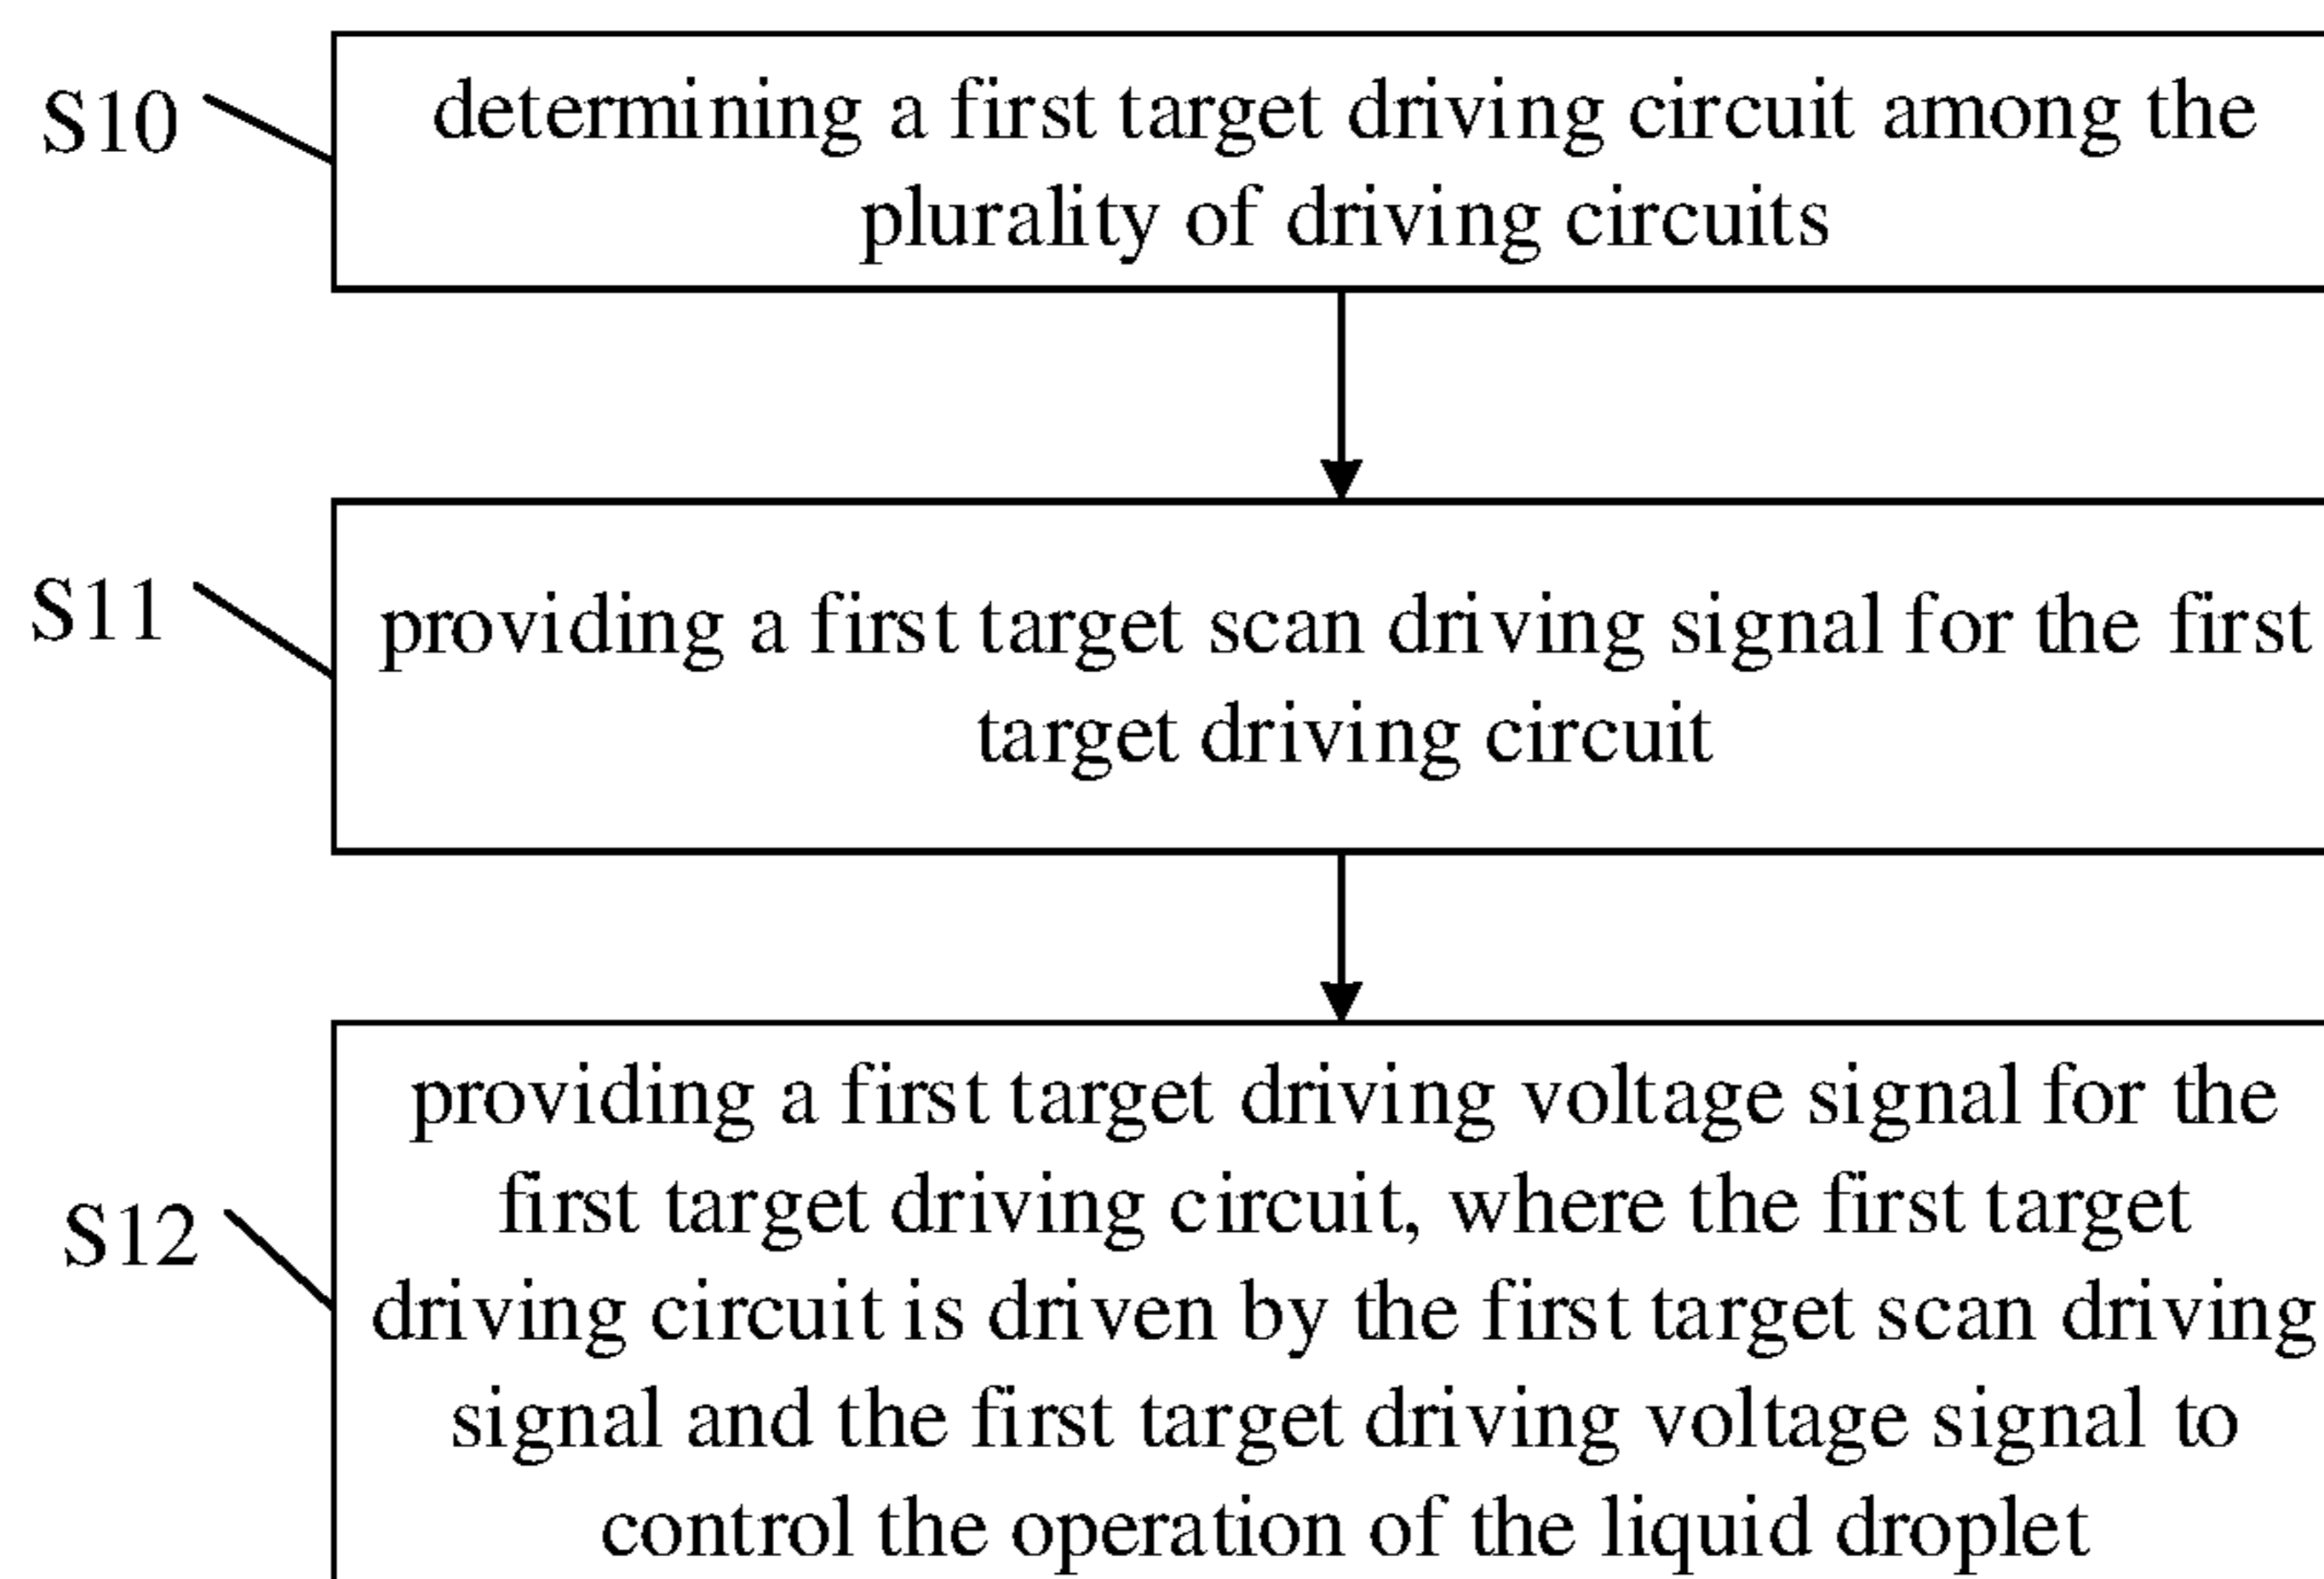 S10
determining a first target driving circuit among the
plurality of driving circuits
S11
providing a first target scan driving signal for the first
target driving circuit
S12
providing a first target driving voltage signal for the
first target driving circuit, where the first target
driving circuit is driven by the first target scan driving
signal and the first target driving voltage signal to
control the operation of the liquid droplet